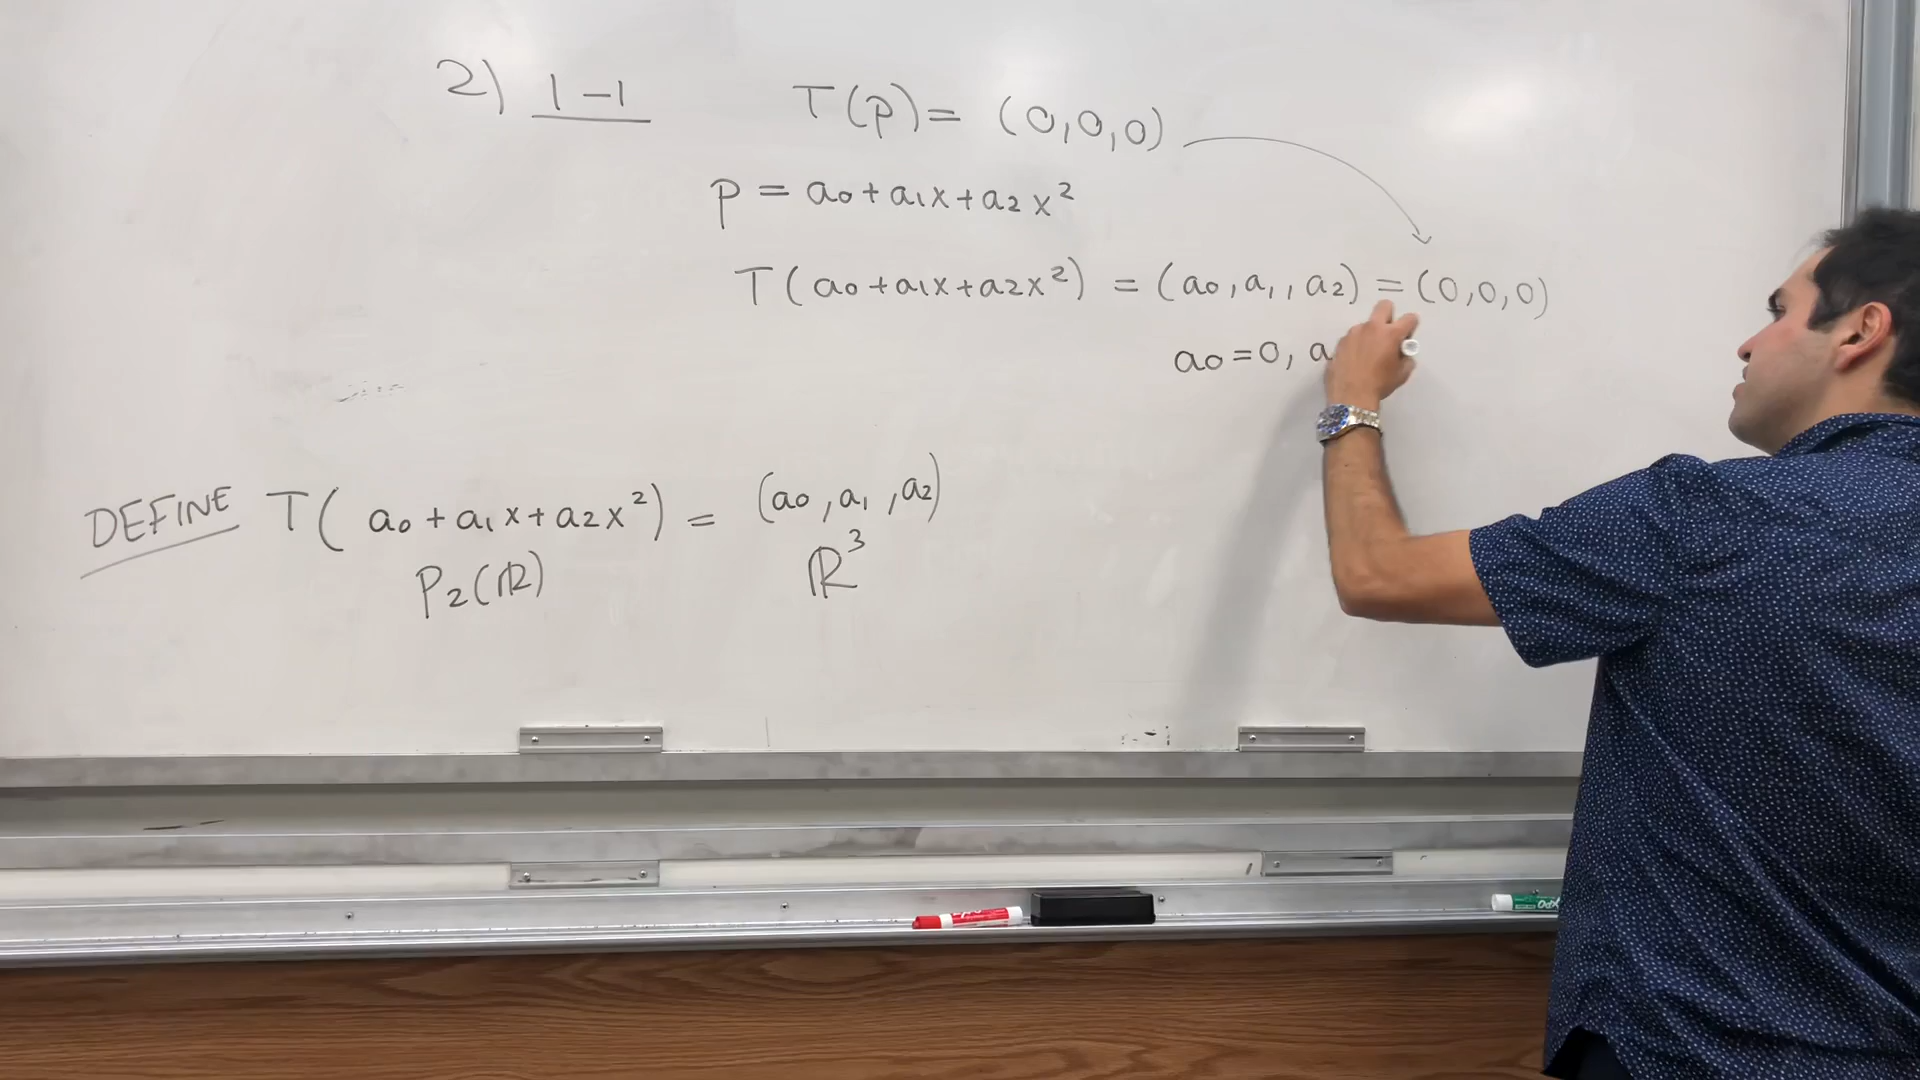 2) 1-1
T(p) = (0,0,0)
p = a₀ + a₁x + a₂x²
T(a₀ + a₁x + a₂x²) = (a₀, a₁, a₂) = (0,0,0)
a₀ = 0, a
DEFINE T(a₀ + a₁x + a₂x²) = (a₀, a₁, a₂)
P₂(ℝ) ℝ³